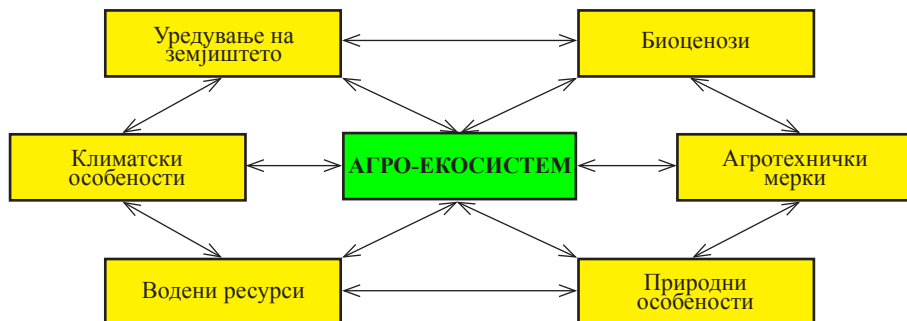 Уредување на
земјиштето
Биоценози
Климатски
особености
АГРО-ЕКОСИСТЕМ
Агротехнички
мерки
Водени ресурси
Природни
особености